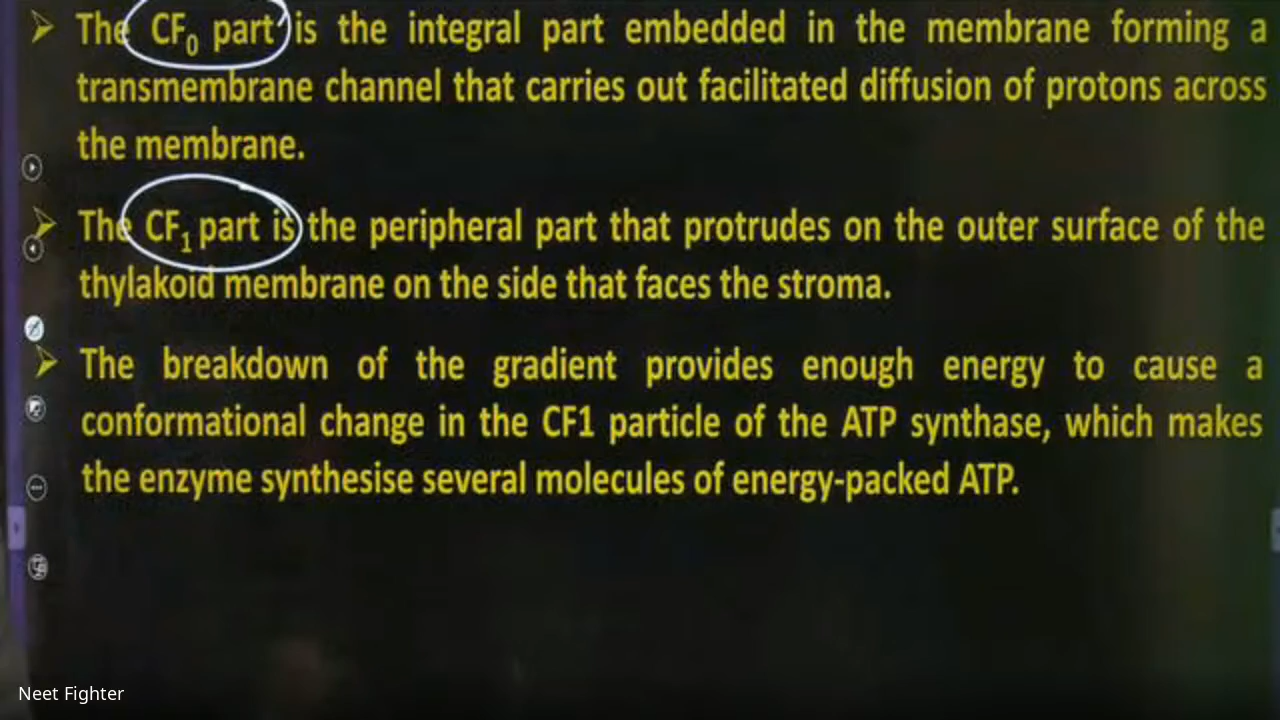 The CF₀ part is the integral part embedded in the membrane forming a
transmembrane channel that carries out facilitated diffusion of protons across
the membrane.
The CF₁ part is the peripheral part that protrudes on the outer surface of the
thylakoid membrane on the side that faces the stroma.
The breakdown of the gradient provides enough energy to cause a
conformational change in the CF1 particle of the ATP synthase, which makes
the enzyme synthesise several molecules of energy-packed ATP.
Neet Fighter